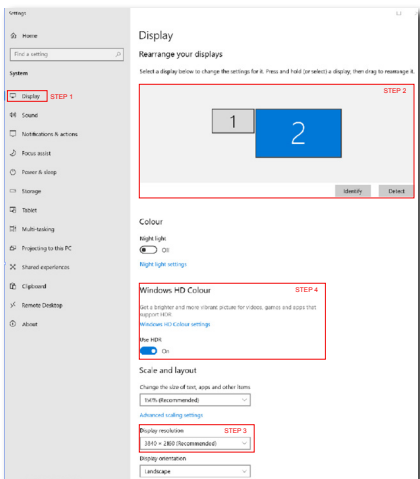 Settings
Home
Find a setting
System
Display STEP 1
Sound
Notifications & actions
Focus assist
Power & sleep
Storage
Tablet
Multi-tasking
Projecting to this PC
Shared experiences
Clipboard
Remote Desktop
About
Display
Rearrange your displays
Select a display below to change the settings for it. Press and hold (or select) a display, then drag to rearrange it.
STEP 2
1
2
Identify
Detect
Colour
Night light
Off
Night light settings
Windows HD Colour STEP 4
Get a brighter and more vibrant picture for videos, games and apps that
support HDR.
Windows HD Colour settings
Use HDR
On
Scale and layout
Change the size of text, apps and other items
150% (Recommended)
Advanced scaling settings
Display resolution STEP 3
3840 × 2160 (Recommended)
Display orientation
Landscape